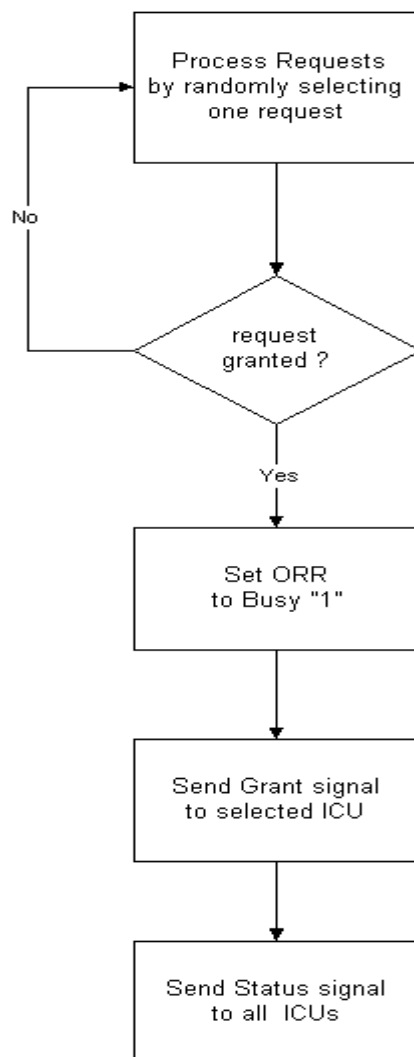 Process Requests
by randomly selecting
one request
No
request
granted ?
Yes
Set ORR
to Busy "1"
Send Grant signal
to selected ICU
Send Status signal
to all ICUs